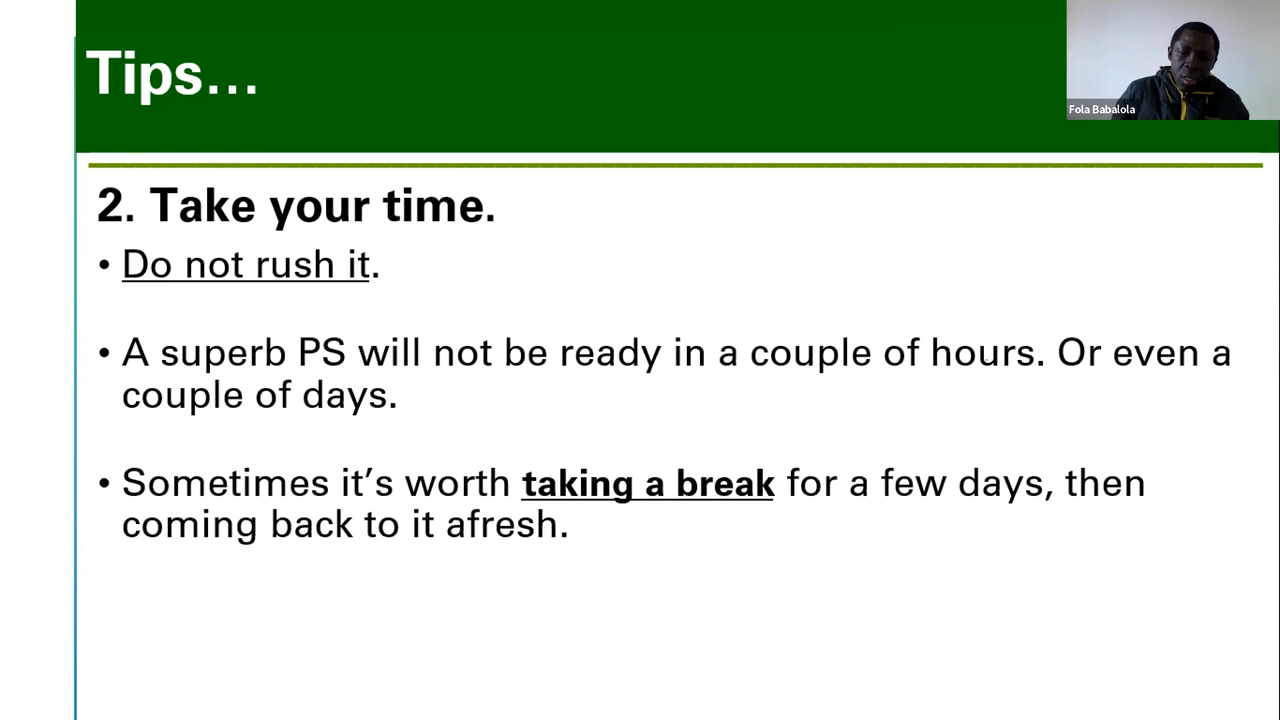 Tips…
Fola Babalola
2. Take your time.
• Do not rush it.
• A superb PS will not be ready in a couple of hours. Or even a
couple of days.
• Sometimes it’s worth taking a break for a few days, then
coming back to it afresh.